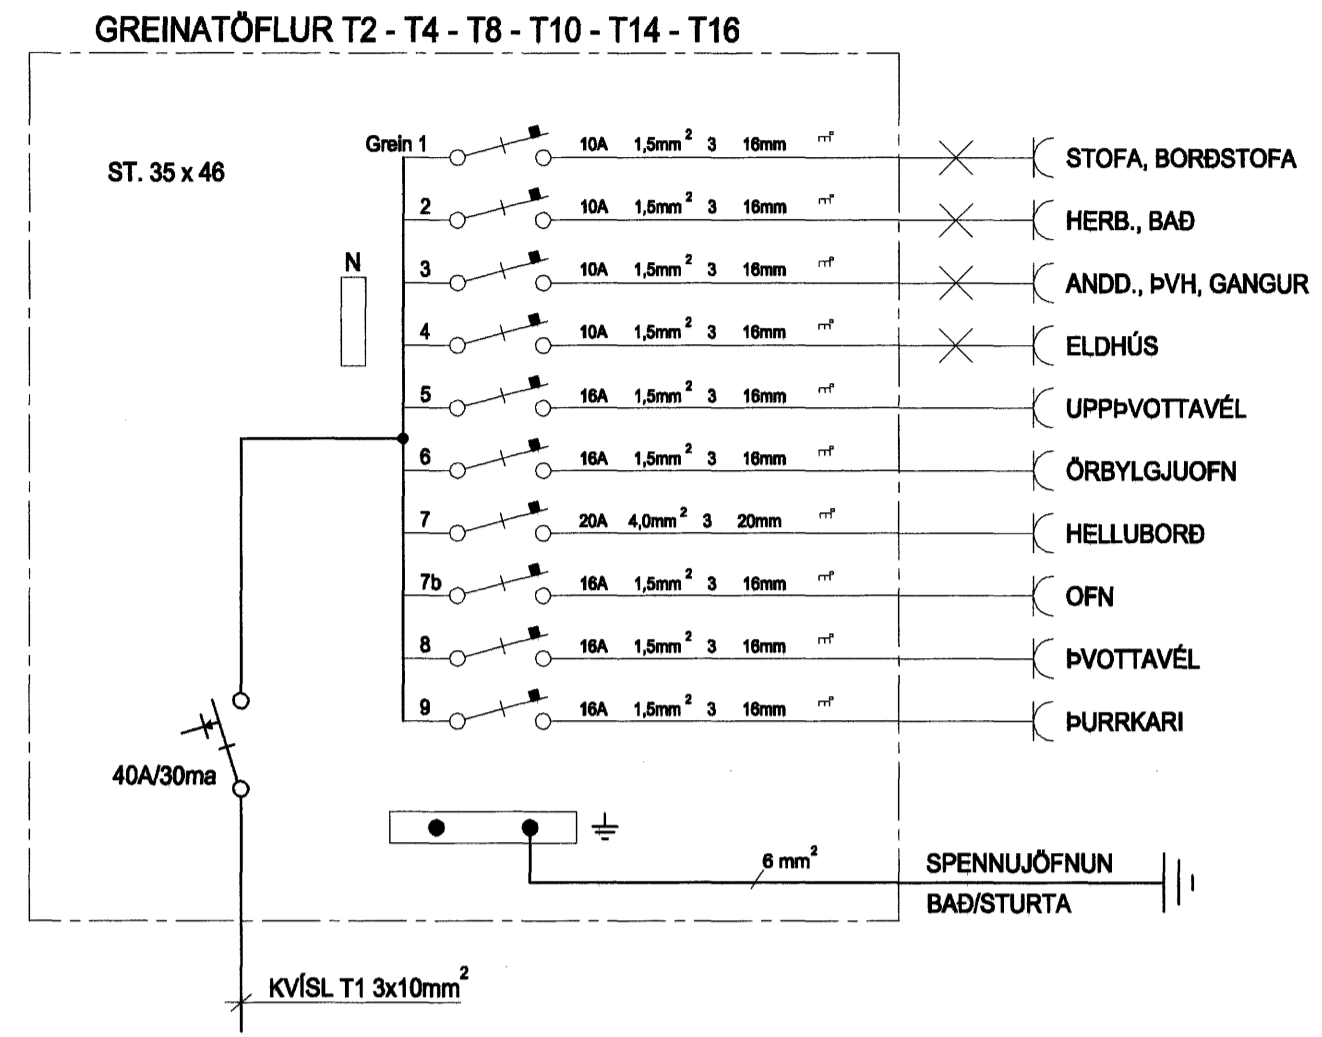 GREINATÖFLUR T2 - T4 - T8 - T10 - T14 - T16
ST. 35 x 46
N
Grein 1 10A 1,5mm² 3 16mm STOFA, BORÐSTOFA
2 10A 1,5mm² 3 16mm HERB., BAÐ
3 10A 1,5mm² 3 16mm ANDD., ÞVH, GANGUR
4 10A 1,5mm² 3 16mm ELDHÚS
5 16A 1,5mm² 3 16mm UPPÞVOTTAVÉL
6 16A 1,5mm² 3 16mm ÖRBYLGJUOFN
7 20A 4,0mm² 3 20mm HELLUBORÐ
7b 16A 1,5mm² 3 16mm OFN
8 16A 1,5mm² 3 16mm ÞVOTTAVÉL
9 16A 1,5mm² 3 16mm ÞURRKARI
40A/30ma
6 mm²
SPENNUJÖFNUN
BAÐ/STURTA
KVÍSL T1 3x10mm²